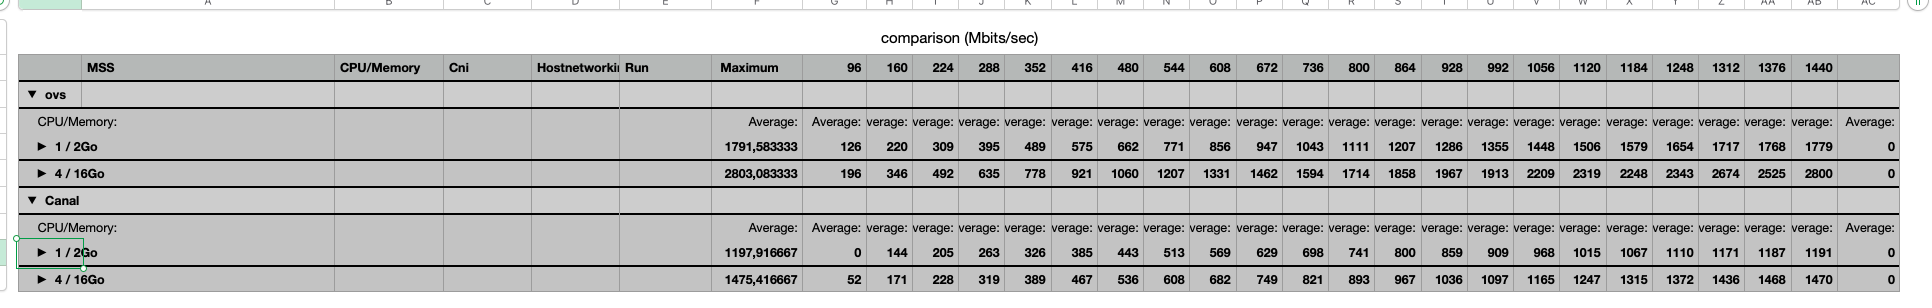 A B C D E F G H I J K L M N O P Q R S T U V W X Y Z AA AB AC
comparison (Mbits/sec)
MSS CPU/Memory Cni Hostnetworki Run Maximum 96 160 224 288 352 416 480 544 608 672 736 800 864 928 992 1056 1120 1184 1248 1312 1376 1440
▼ ovs
CPU/Memory: Average: Average: verage: verage: verage: verage: verage: verage: verage: verage: verage: verage: verage: verage: verage: verage: verage: verage: verage: verage: verage: verage: verage: Average:
▶ 1 / 2Go 1791,583333 126 220 309 395 489 575 662 771 856 947 1043 1111 1207 1286 1355 1448 1506 1579 1654 1717 1768 1779 0
▶ 4 / 16Go 2803,083333 196 346 492 635 778 921 1060 1207 1331 1462 1594 1714 1858 1967 1913 2209 2319 2248 2343 2674 2525 2800 0
▼ Canal
CPU/Memory: Average: Average: verage: verage: verage: verage: verage: verage: verage: verage: verage: verage: verage: verage: verage: verage: verage: verage: verage: verage: verage: verage: verage: Average:
▶ 1 / 2Go 1197,916667 0 144 205 263 326 385 443 513 569 629 698 741 800 859 909 968 1015 1067 1110 1171 1187 1191 0
▶ 4 / 16Go 1475,416667 52 171 228 319 389 467 536 608 682 749 821 893 967 1036 1097 1165 1247 1315 1372 1436 1468 1470 0